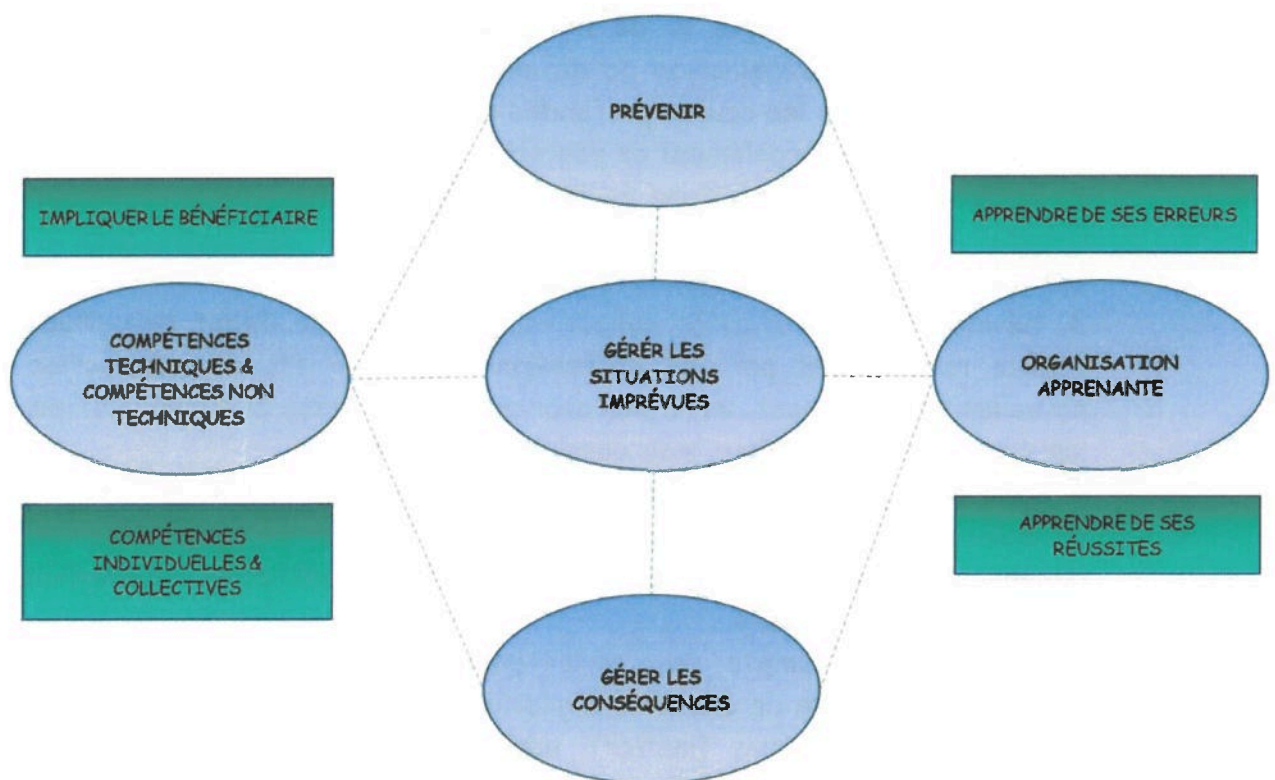 PRÉVENIR
IMPLIQUER LE BÉNÉFICIAIRE
APPRENDRE DE SES ERREURS
COMPÉTENCES
TECHNIQUES &
COMPÉTENCES NON
TECHNIQUES
GÉRÉR LES
SITUATIONS
IMPRÉVUES
ORGANISATION
APPRENANTE
COMPÉTENCES
INDIVIDUELLES &
COLLECTIVES
APPRENDRE DE SES
RÉUSSITES
GÉRER LES
CONSÉQUENCES